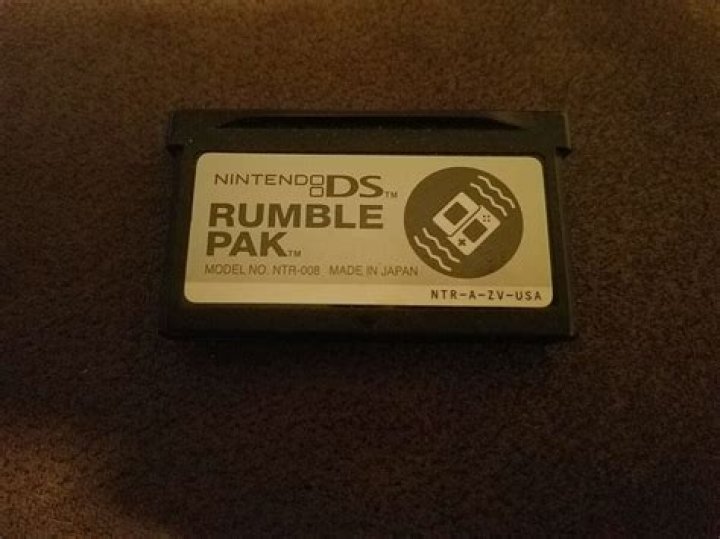 NINTENDO DS™
RUMBLE
PAK™
MODEL NO. NTR-008 MADE IN JAPAN
NTR-A-ZV-USA